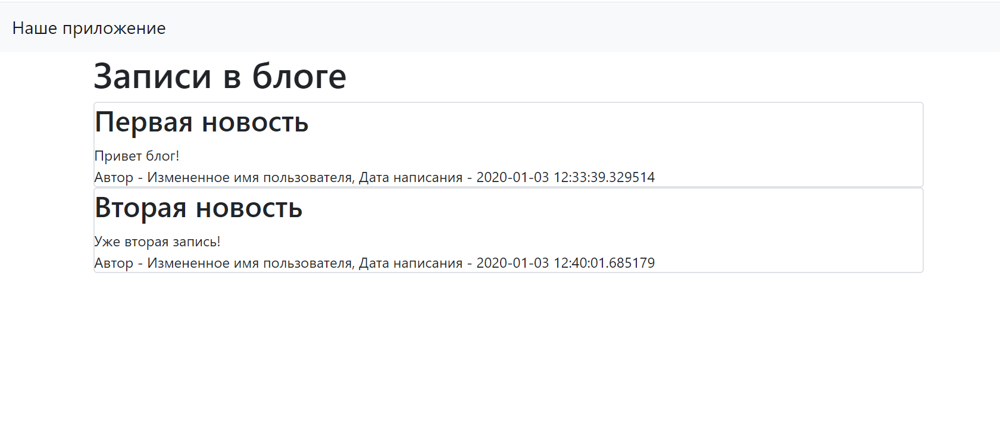 Наше приложение
Записи в блоге
Первая новость
Привет блог!
Автор - Измененное имя пользователя, Дата написания - 2020-01-03 12:33:39.329514
Вторая новость
Уже вторая запись!
Автор - Измененное имя пользователя, Дата написания - 2020-01-03 12:40:01.685179